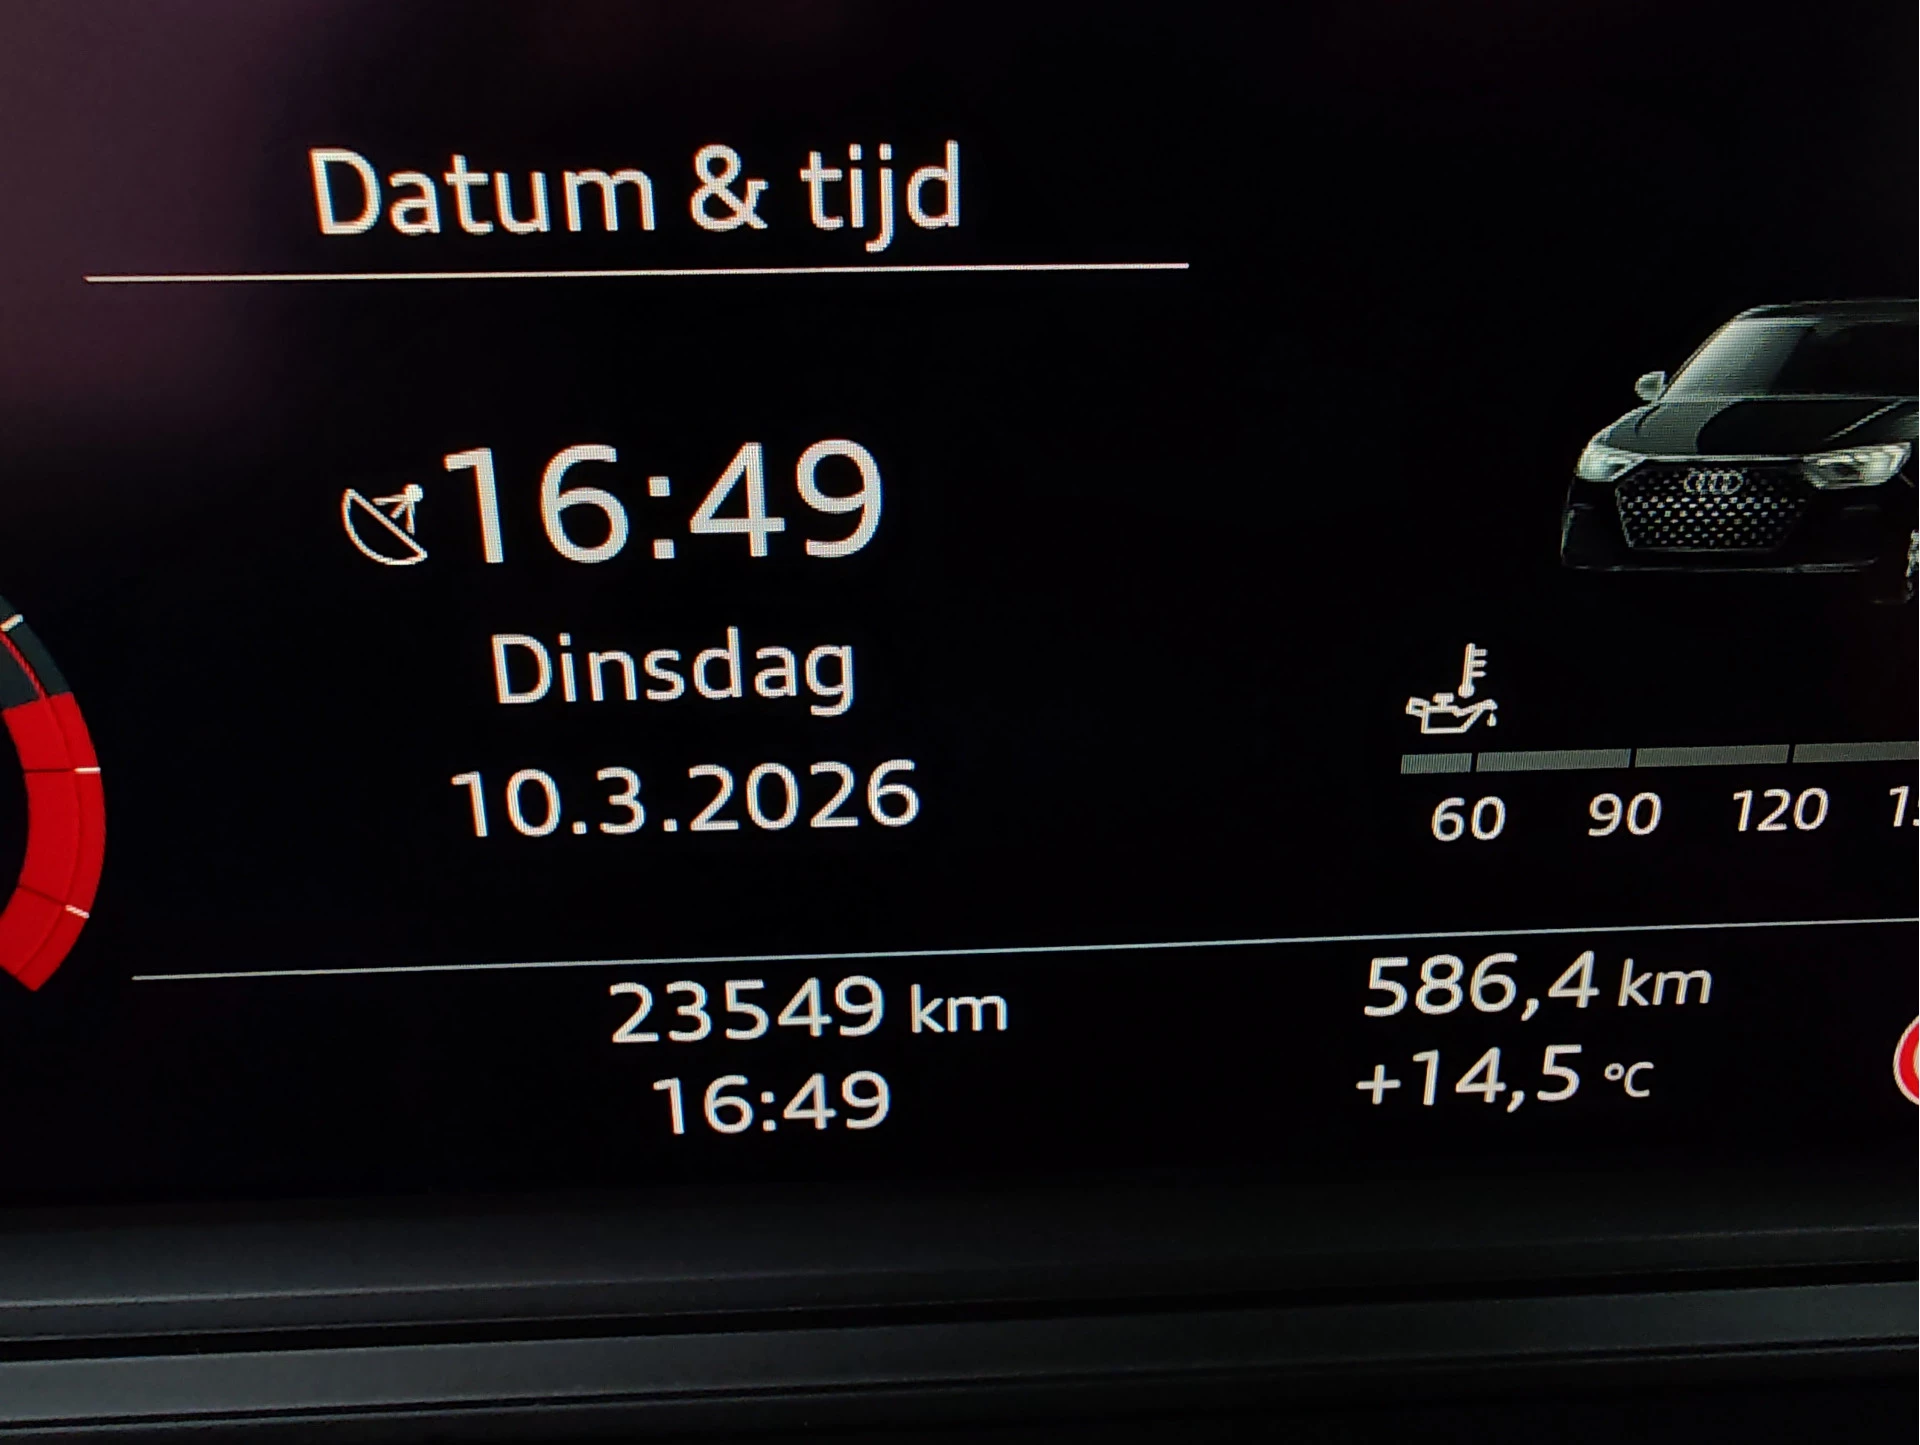 Datum & tijd
16:49
Dinsdag
10.3.2026
60 90 120
23549 km
586,4 km
16:49
+14,5 °C